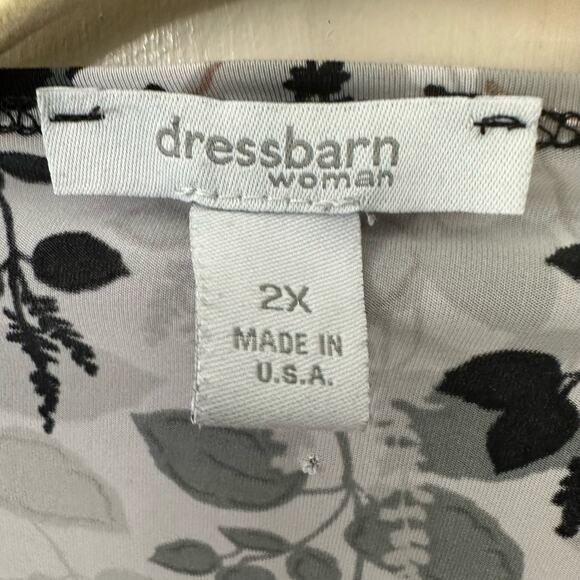 dressbarn
woman
2X
MADE IN
U.S.A.